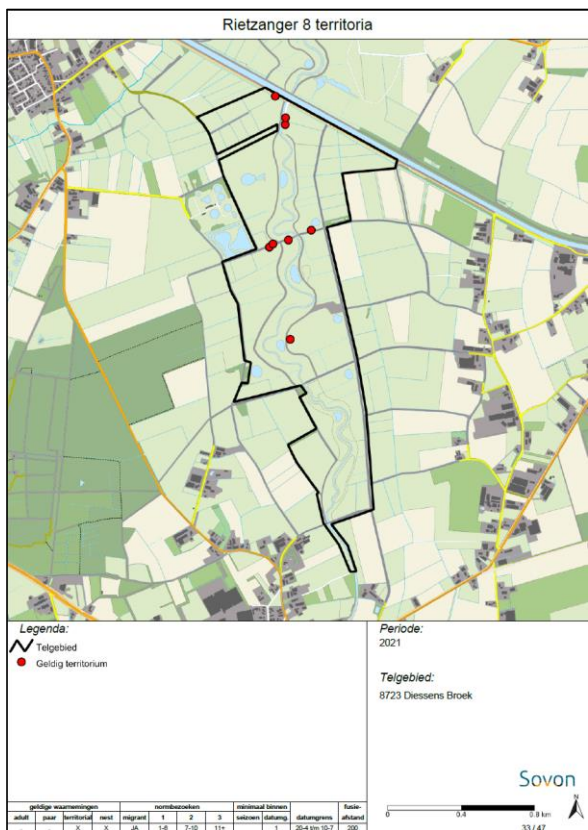 Rietzanger 8 territoria
Legenda:
Telgebied
Geldig territorium
Periode:
2021
Telgebied:
8723 Diessens Broek
Sovon
0 0.4 0.8 km
N
33 / 47
geldige waarnemingen normbezoeken minimaal binnen fusie-
adult paar territoriaal nest migrant 1 2 3 seizoen datumg. datumgrens afstand
. . X X JA 1-6 7-10 11+ 1 20-4 t/m 10-7 200